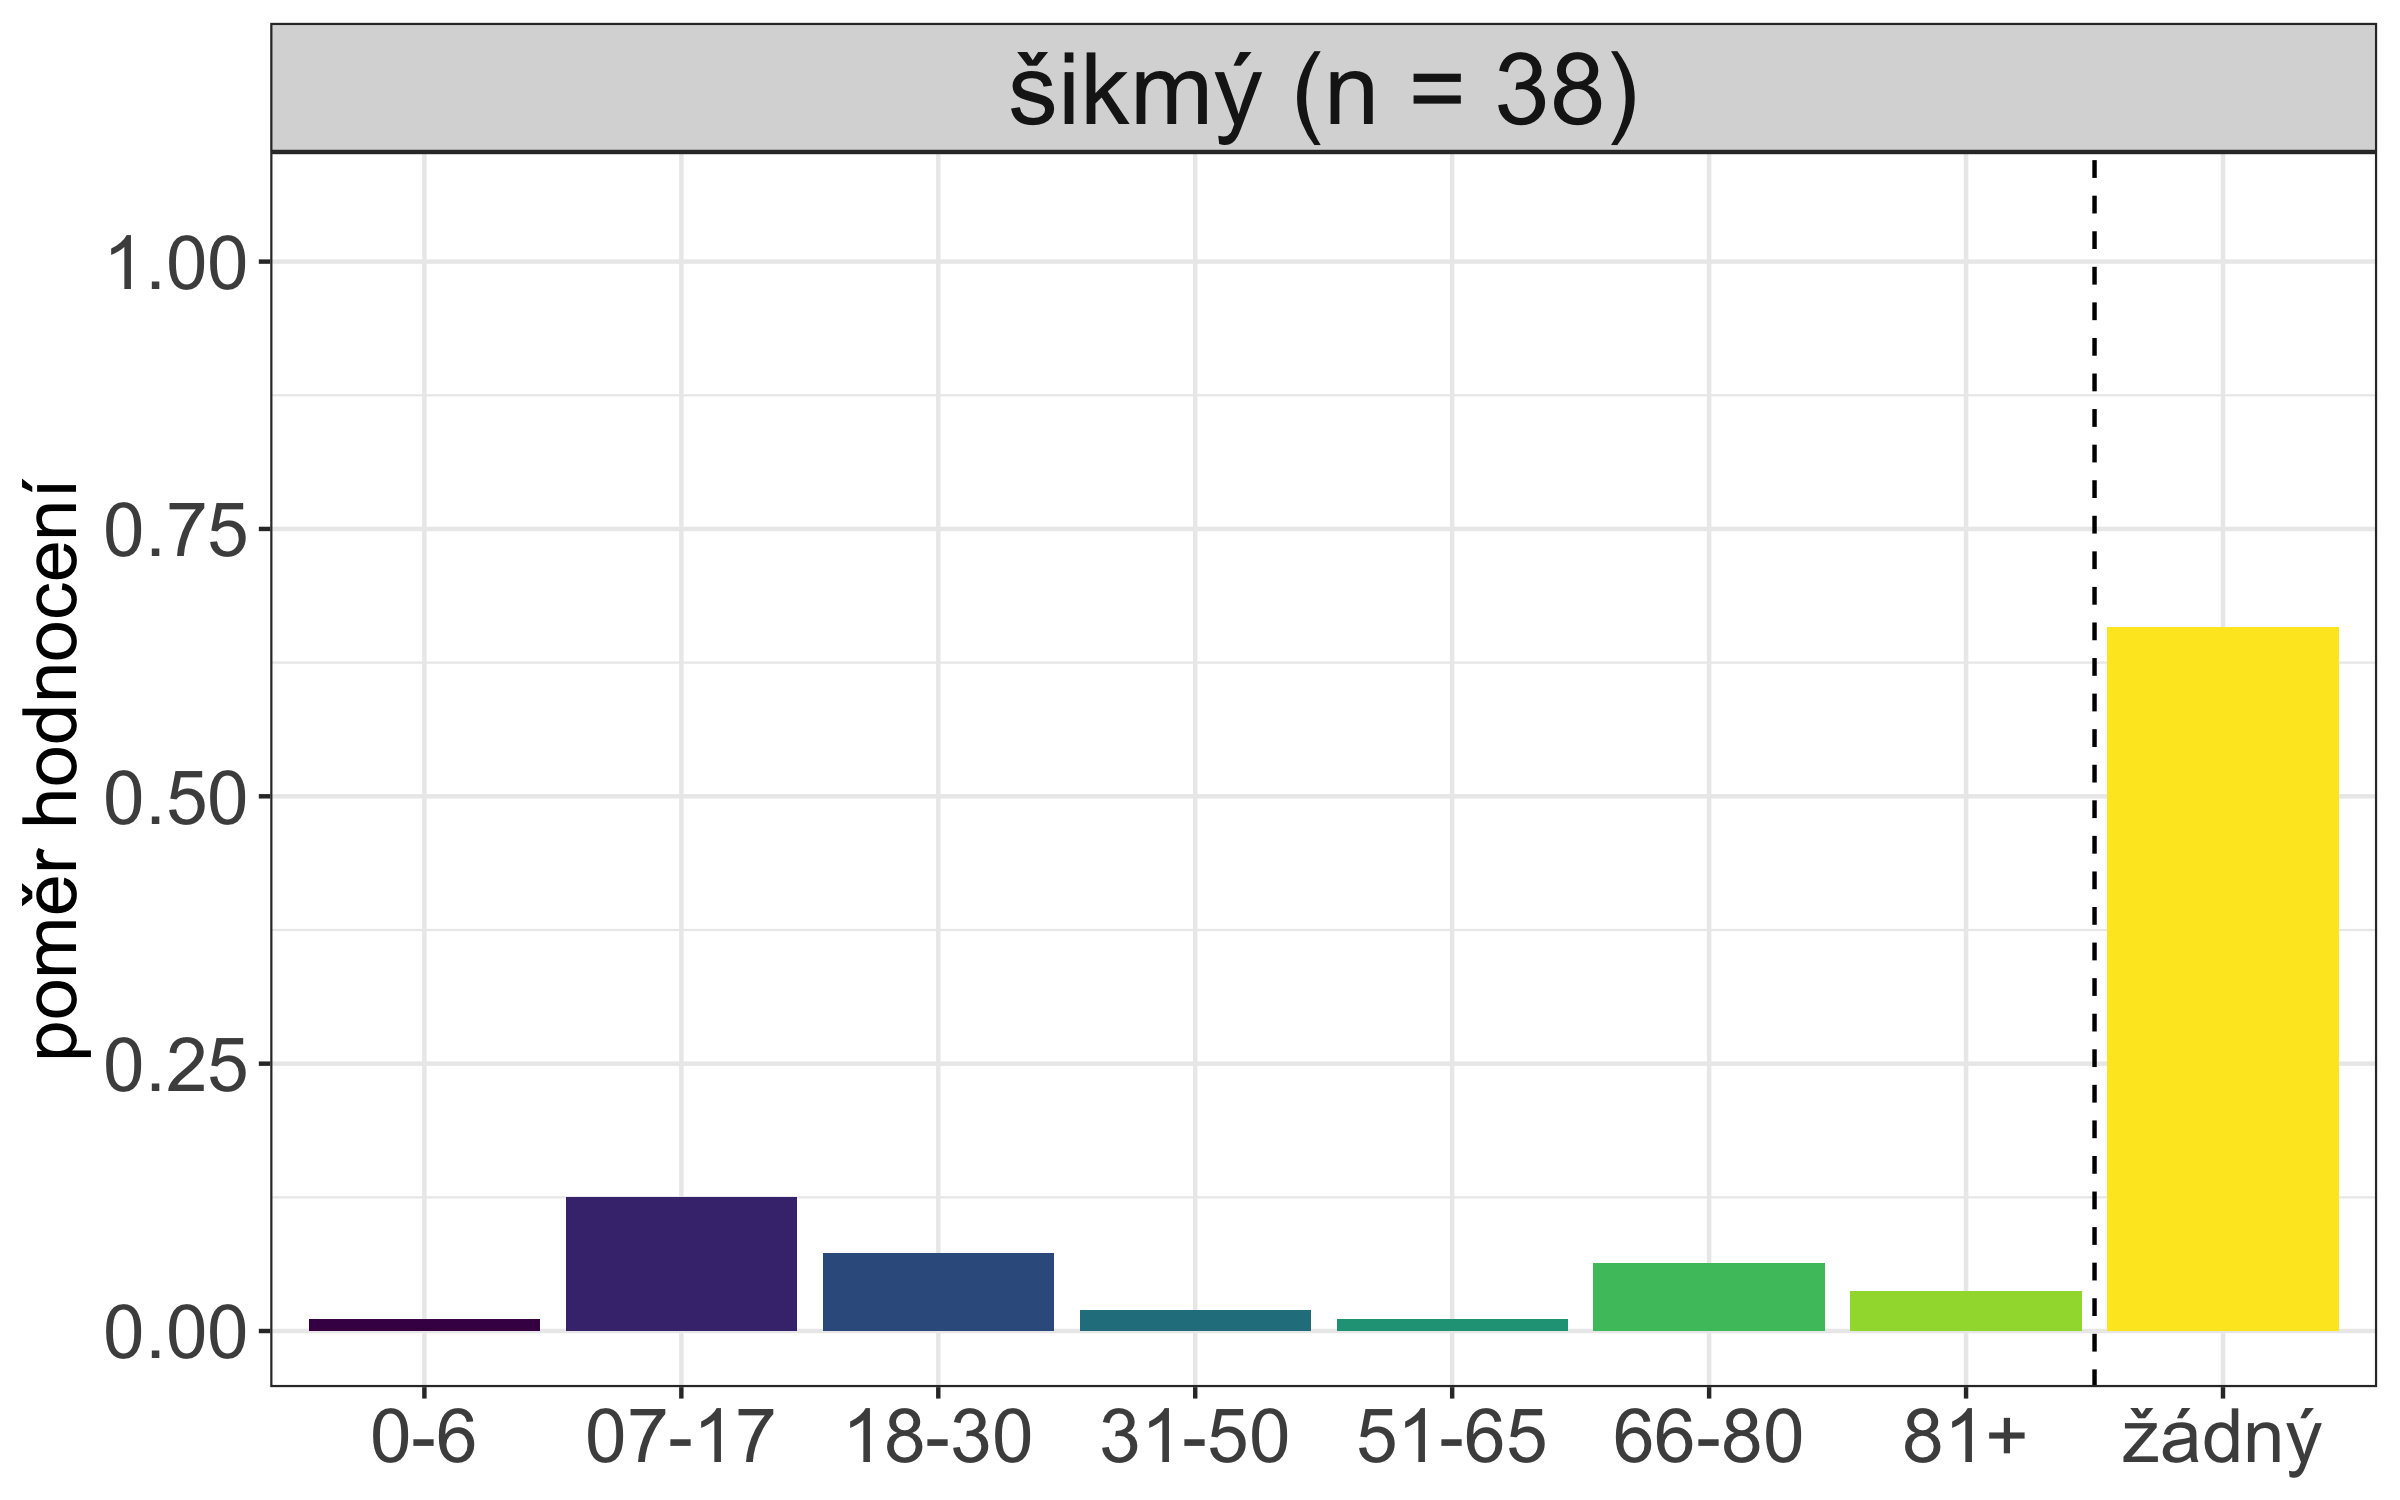 šikmý (n = 38)
poměr hodnocení
1.00
0.75
0.50
0.25
0.00
0-6 07-17 18-30 31-50 51-65 66-80 81+ žádný